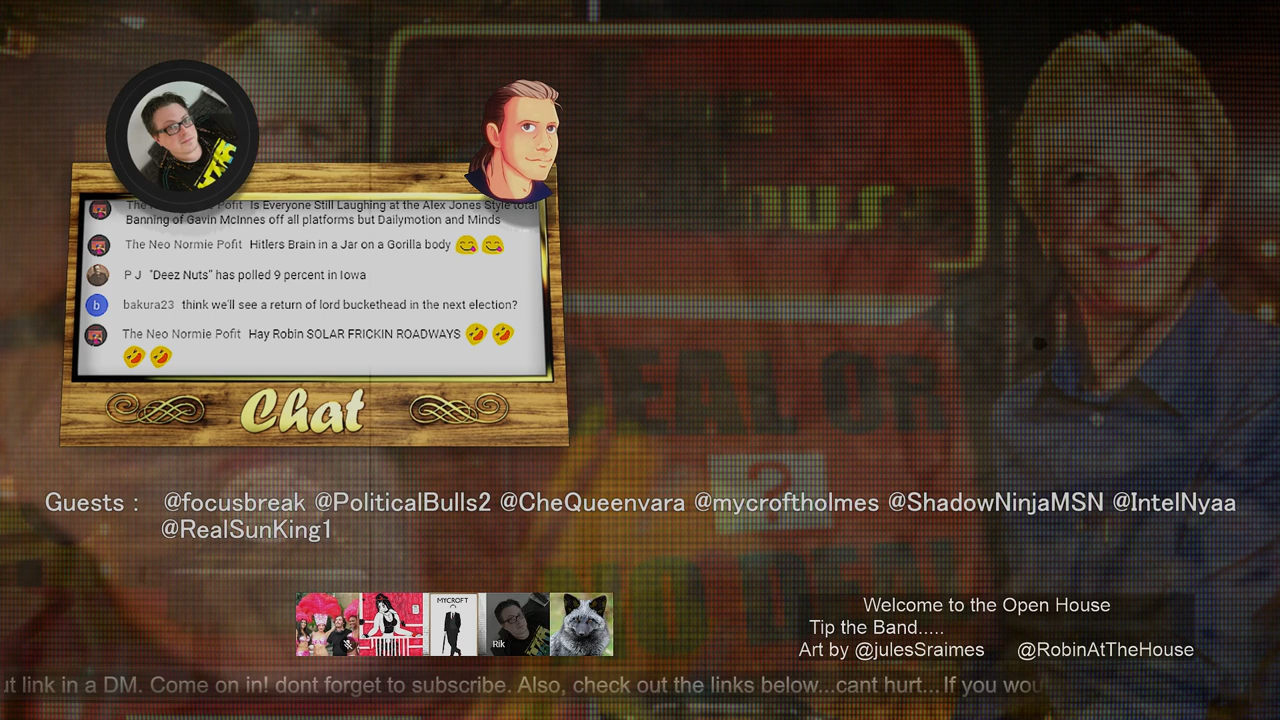 The Neo Normie Pofit Is Everyone Still Laughing at the Alex Jones Style total
Banning of Gavin McInnes off all platforms but Dailymotion and Minds
The Neo Normie Pofit Hitlers Brain in a Jar on a Gorilla body 😋 😋
P J "Deez Nuts" has polled 9 percent in Iowa
b bakura23 think we'll see a return of lord buckethead in the next election?
The Neo Normie Pofit Hay Robin SOLAR FRICKIN ROADWAYS 🤣 🤣
🤣 🤣
Chat
DEAL OR
?
NO DEAL
Guests : @focusbreak @PoliticalBulls2 @CheQueenvara @mycroftholmes @ShadowNinjaMSN @IntelNyaa
@RealSunKing1
MYCROFT
Rik
Welcome to the Open House
Tip the Band.....
Art by @julesSraimes @RobinAtTheHouse
ut link in a DM. Come on in! dont forget to subscribe. Also, check out the links below...cant hurt... If you wou